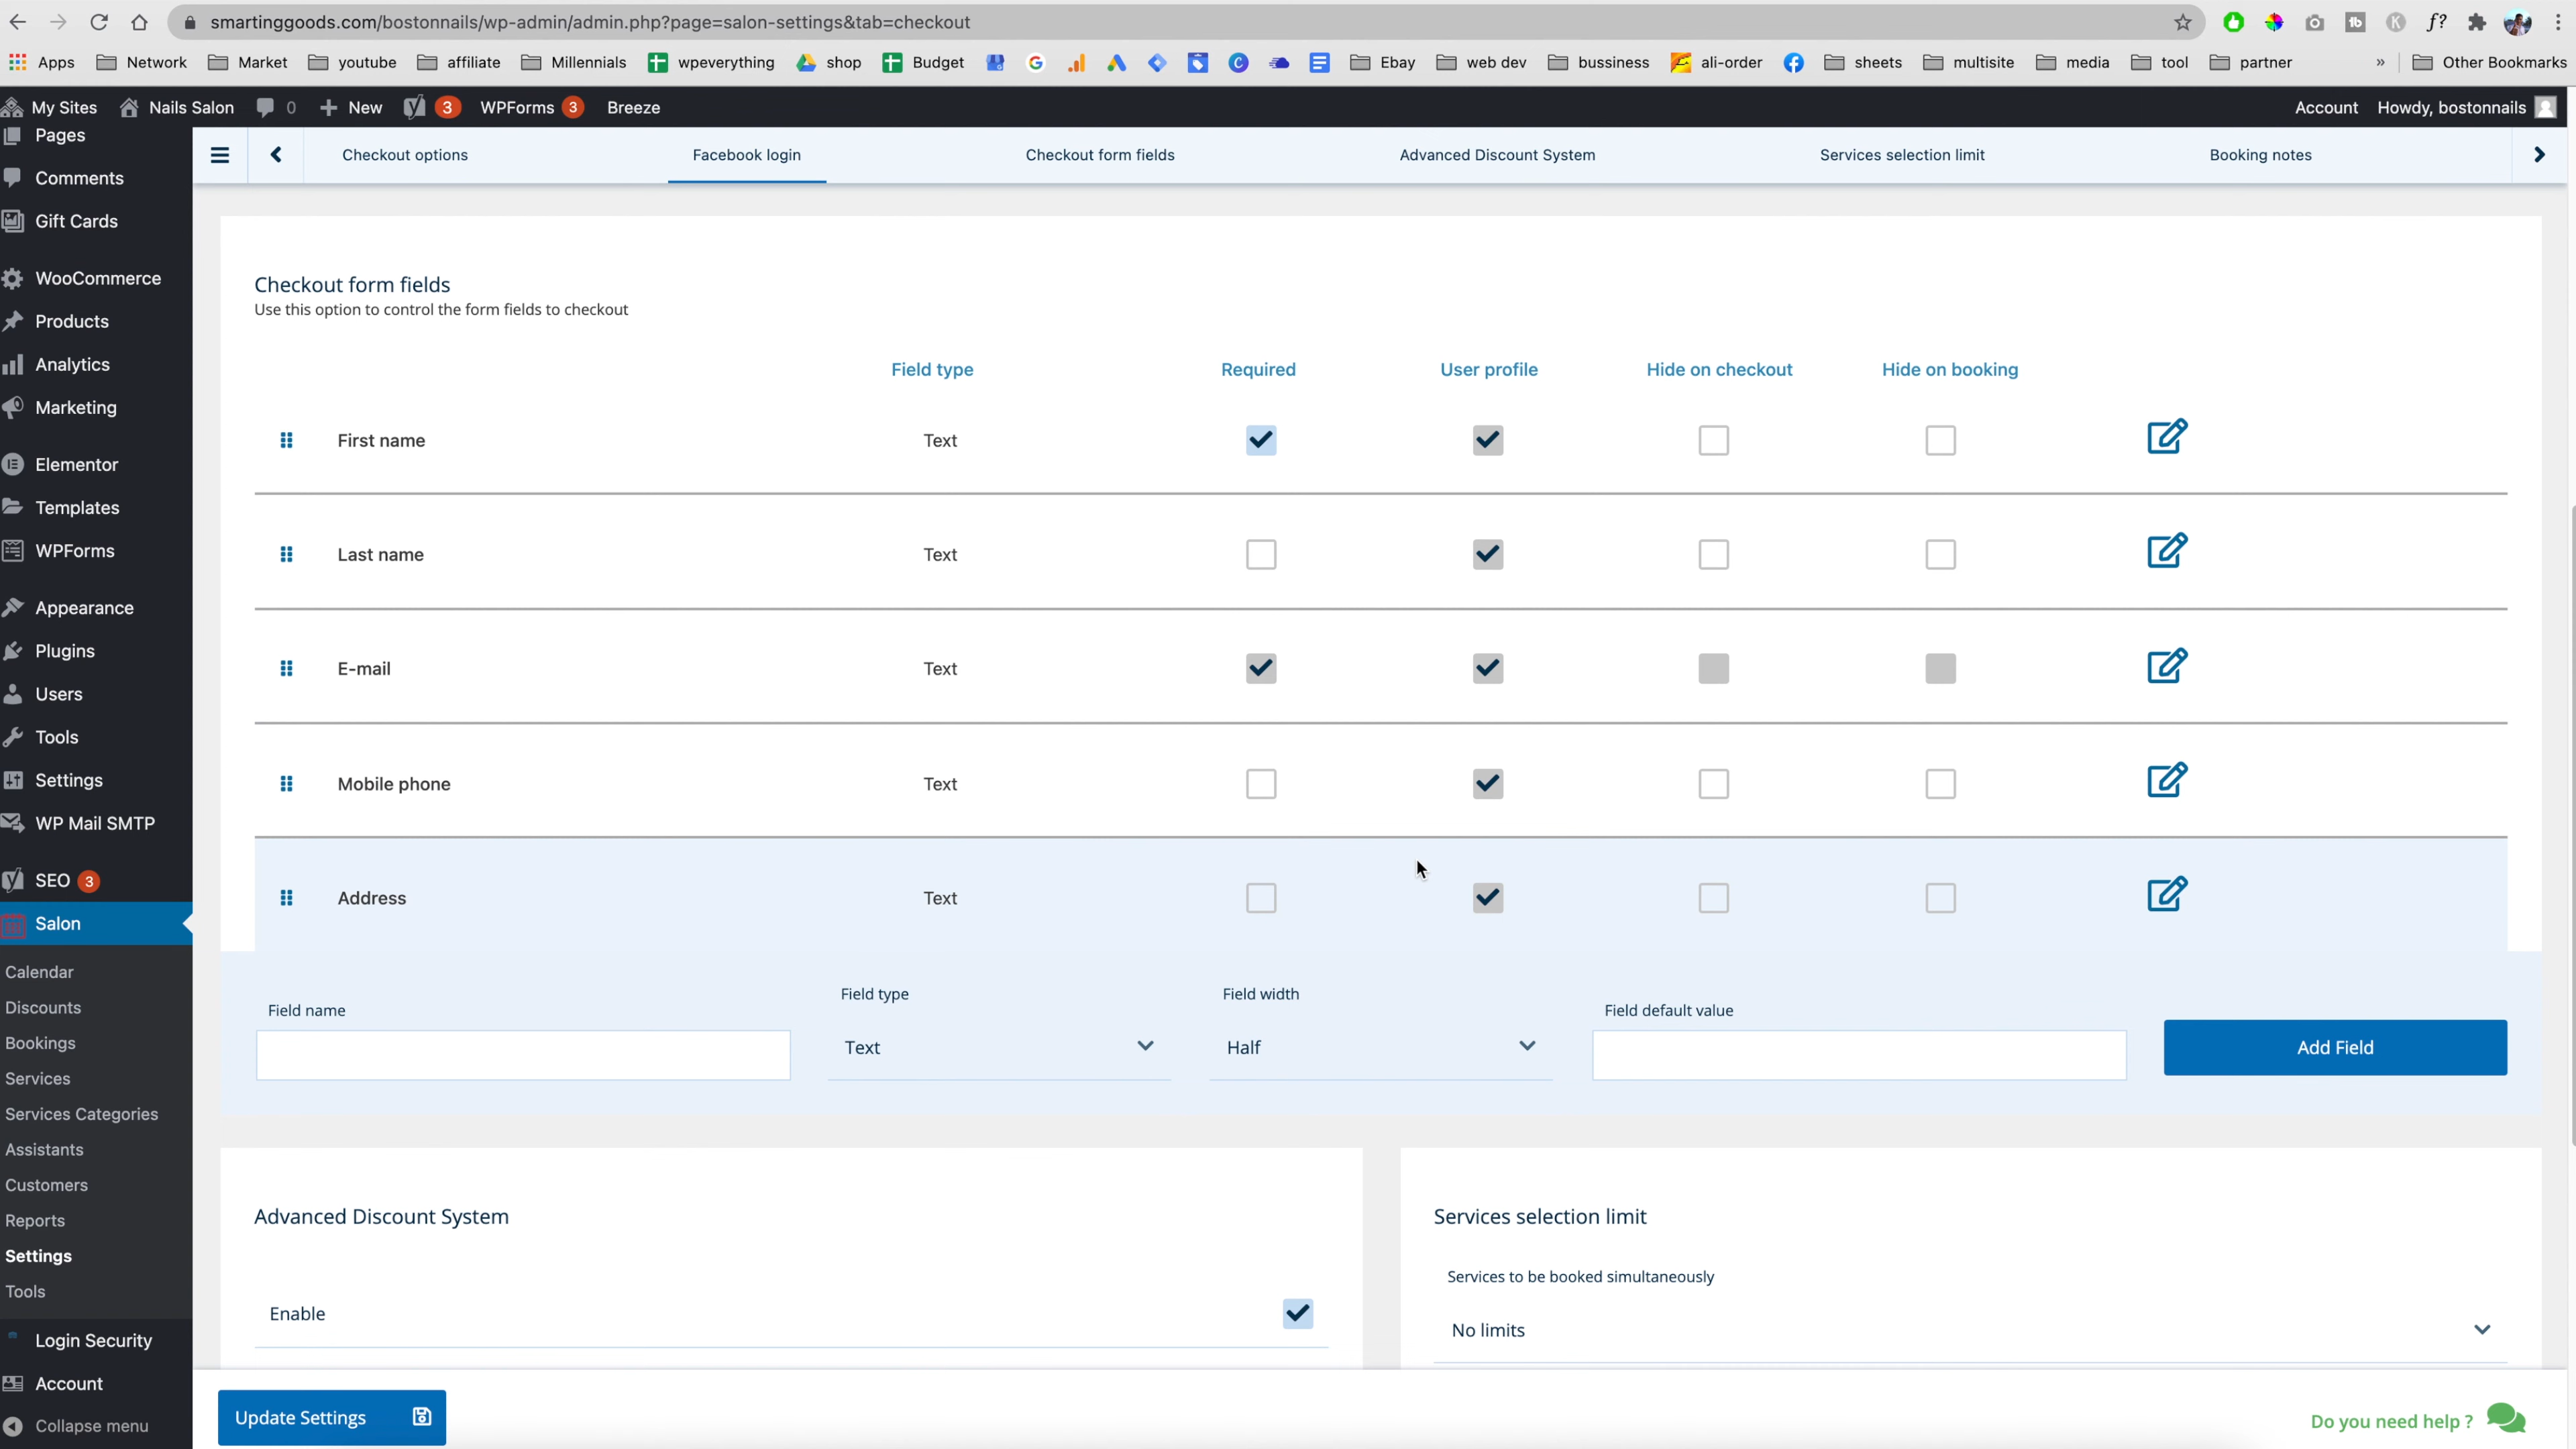 smartinggoods.com/bostonnails/wp-admin/admin.php?page=salon-settings&tab=checkout
Apps Network Market youtube affiliate Millennials wpeverything shop Budget Ebay web dev bussiness ali-order sheets multisite media tool partner » Other Bookmarks
My Sites Nails Salon 0 + New 3 WPForms 3 Breeze Account Howdy, bostonnails
Pages
Comments
Gift Cards
WooCommerce
Products
Analytics
Marketing
Elementor
Templates
WPForms
Appearance
Plugins
Users
Tools
Settings
WP Mail SMTP
SEO 3
Salon
Calendar
Discounts
Bookings
Services
Services Categories
Assistants
Customers
Reports
Settings
Tools
Login Security
Account
Collapse menu
Checkout options Facebook login Checkout form fields Advanced Discount System Services selection limit Booking notes
Checkout form fields
Use this option to control the form fields to checkout
Field type Required User profile Hide on checkout Hide on booking
First name Text
Last name Text
E-mail Text
Mobile phone Text
Address Text
Field name Field type Field width Field default value
Text Half Add Field
Advanced Discount System
Enable
Services selection limit
Services to be booked simultaneously
No limits
Update Settings
Do you need help ?